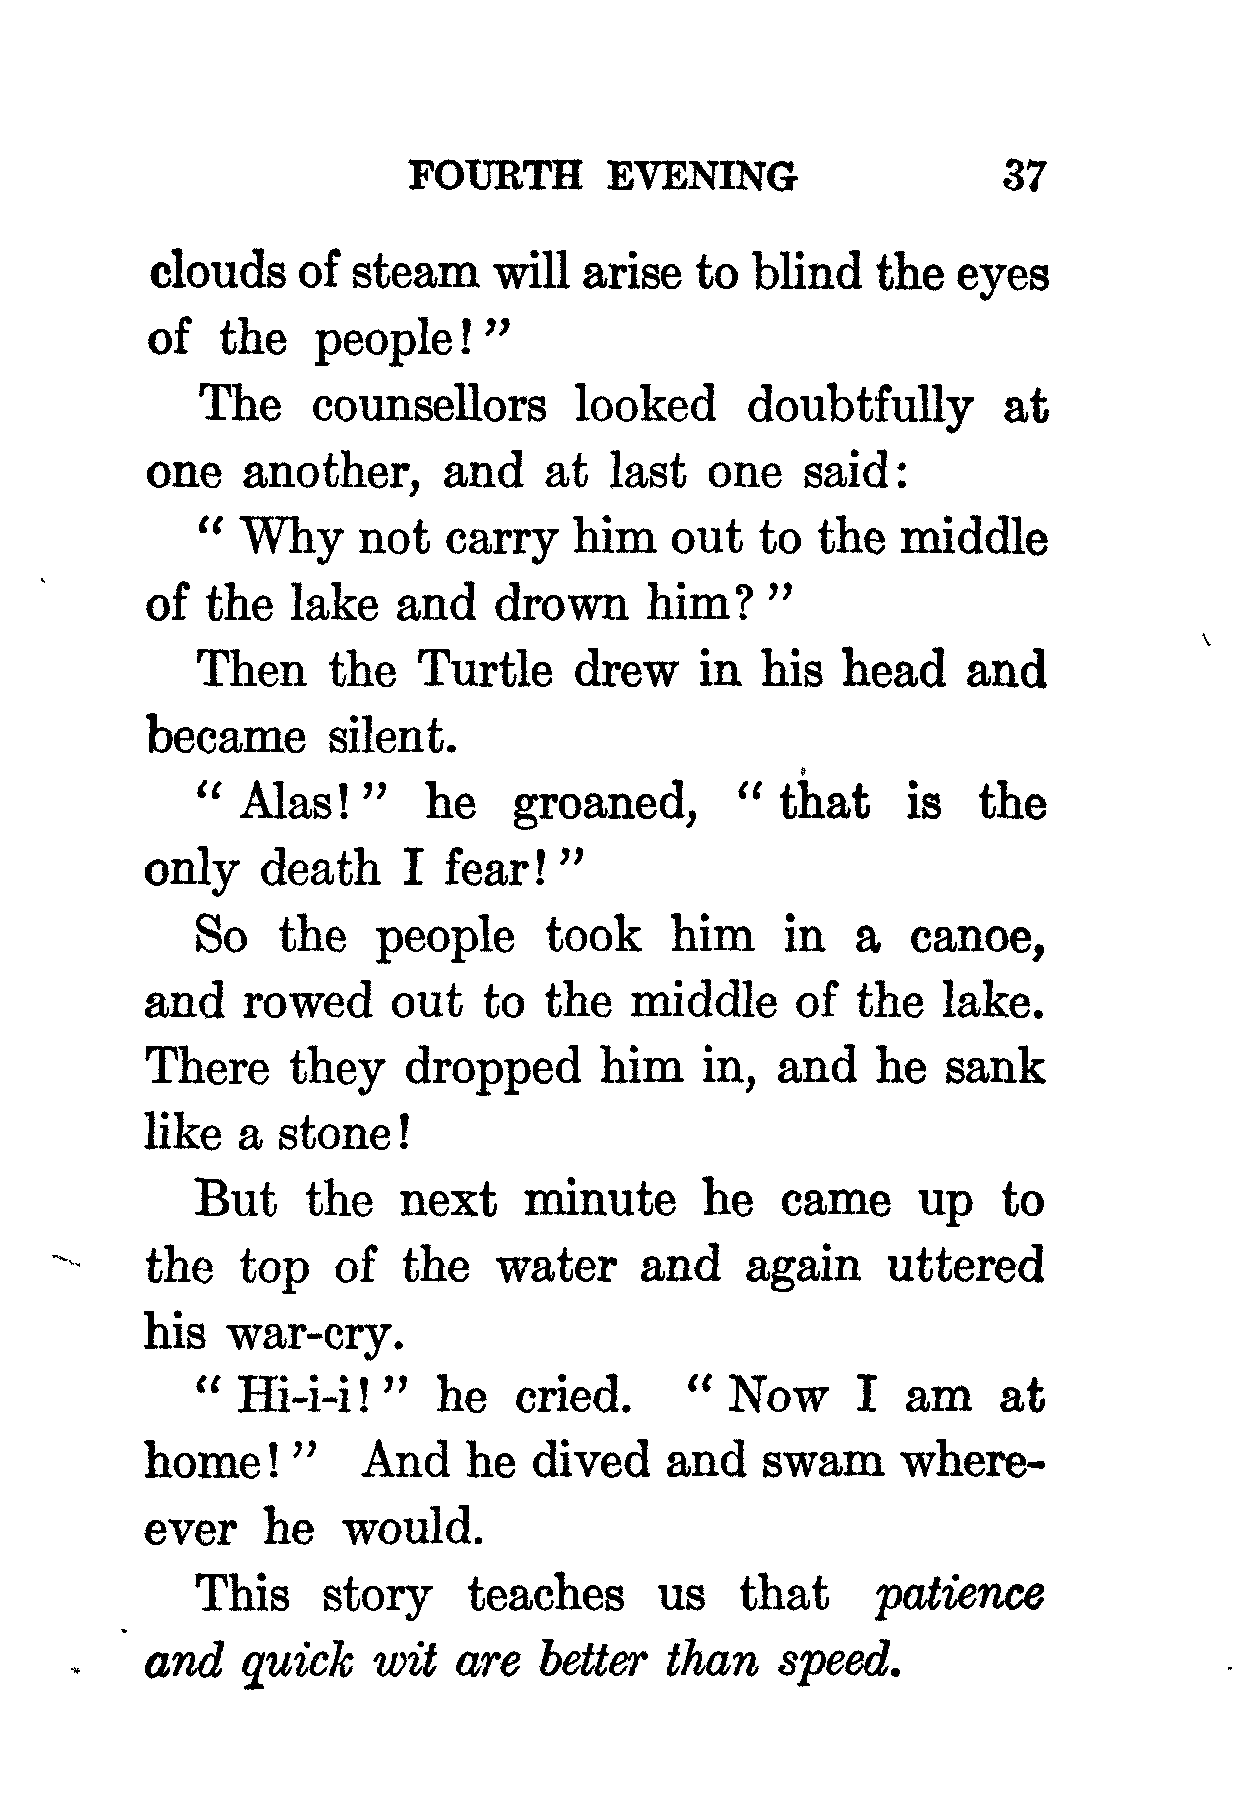 FOURTH EVENING 37
clouds of steam will arise to blind the eyes
of the people!"
The counsellors looked doubtfully at
one another, and at last one said:
"Why not carry him out to the middle
of the lake and drown him?"
Then the Turtle drew in his head and
became silent.
"Alas!" he groaned, "that is the
only death I fear!"
So the people took him in a canoe,
and rowed out to the middle of the lake.
There they dropped him in, and he sank
like a stone!
But the next minute he came up to
the top of the water and again uttered
his war-cry.
"Hi-i-i!" he cried. "Now I am at
home!" And he dived and swam where-
ever he would.
This story teaches us that patience
and quick wit are better than speed.